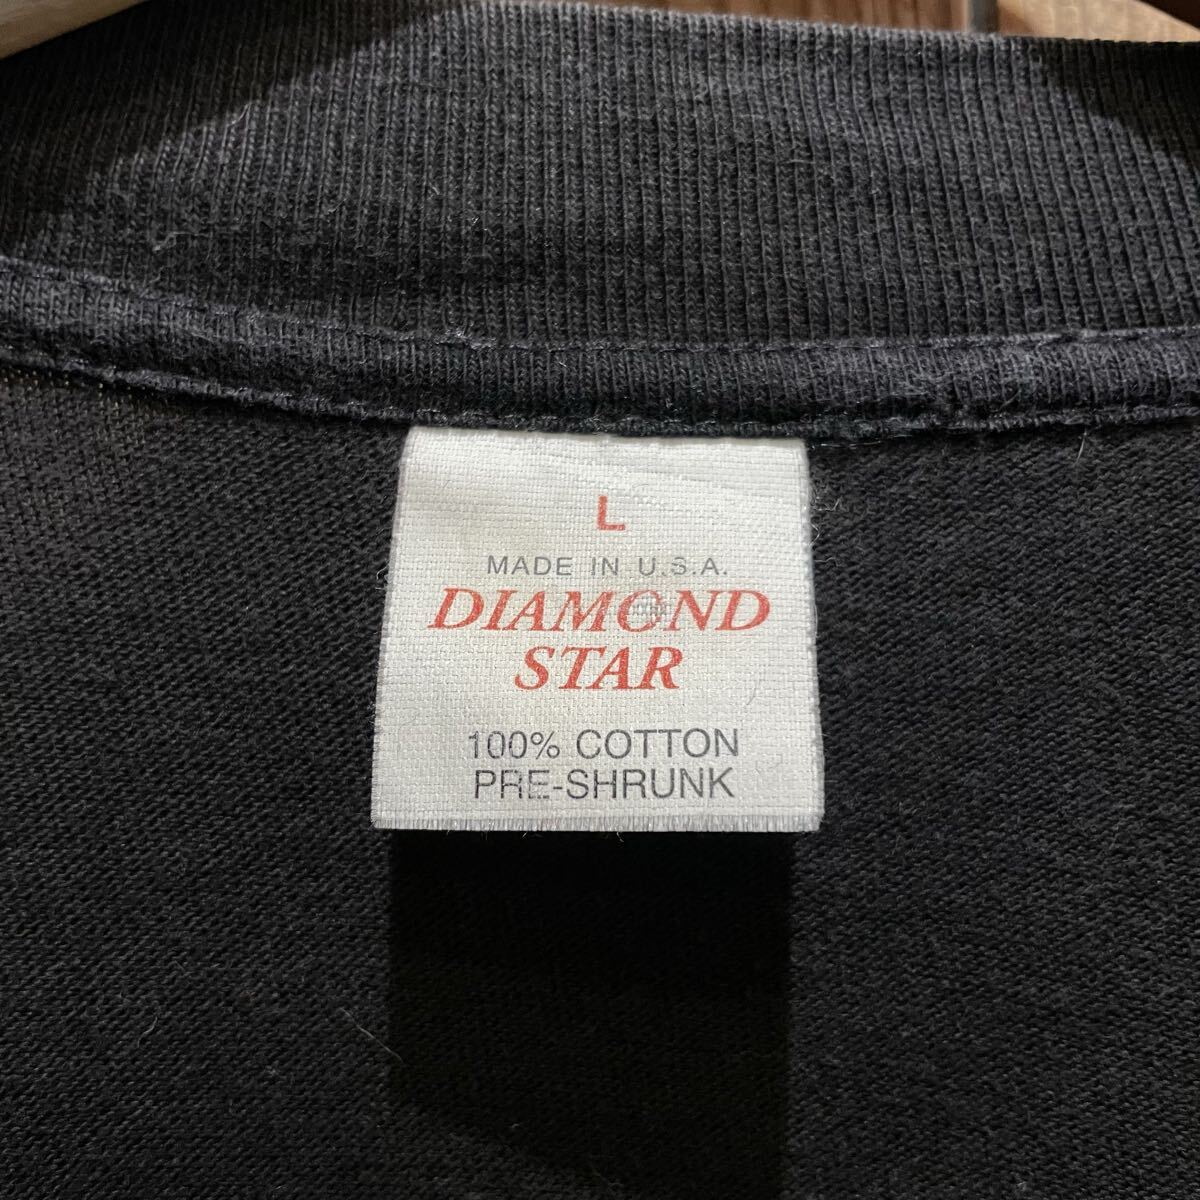 L
MADE IN U.S.A.
DIAMOND
STAR
100% COTTON
PRE-SHRUNK